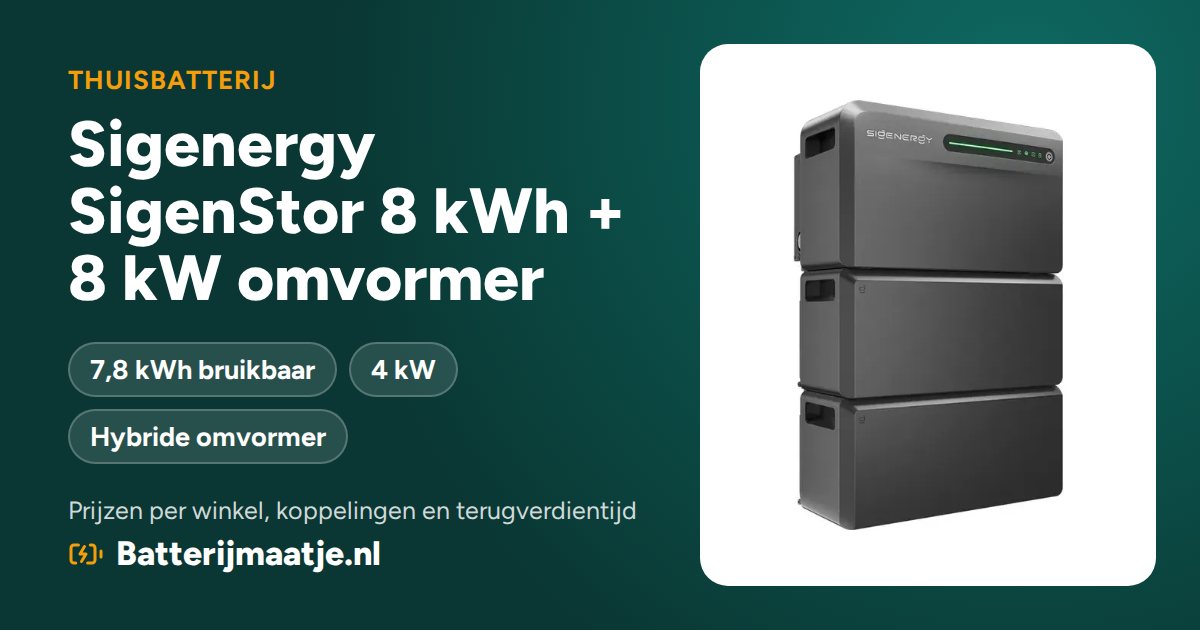 THUISBATTERIJ
Sigenergy
SigenStor 8 kWh +
8 kW omvormer
7,8 kWh bruikbaar
4 kW
Hybride omvormer
Prijzen per winkel, koppelingen en terugverdientijd
Batterijmaatje.nl
SIGENERGY